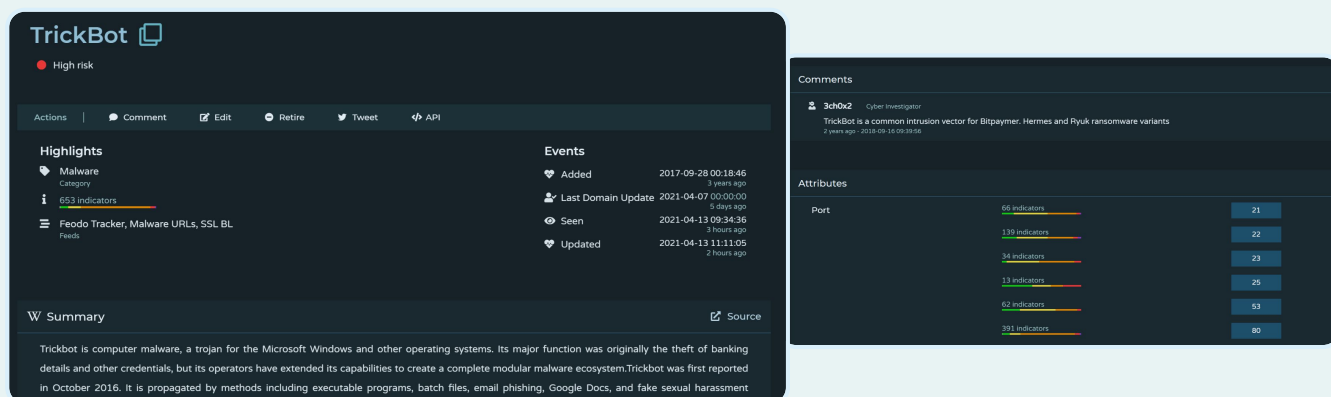 TrickBot
High risk
Actions | Comment Edit Retire Tweet API
Highlights
Malware
Category
653 indicators
Feodo Tracker, Malware URLs, SSL BL
Feeds
Events
Added 2017-09-28 00:18:46
3 years ago
Last Domain Update 2021-04-07 00:00:00
5 days ago
Seen 2021-04-13 09:34:36
3 hours ago
Updated 2021-04-13 11:11:05
2 hours ago
W Summary
Source
Trickbot is computer malware, a trojan for the Microsoft Windows and other operating systems. Its major function was originally the theft of banking
details and other credentials, but its operators have extended its capabilities to create a complete modular malware ecosystem.Trickbot was first reported
in October 2016. It is propagated by methods including executable programs, batch files, email phishing, Google Docs, and fake sexual harassment
Comments
3ch0x2 Cyber Investigator
TrickBot is a common intrusion vector for Bitpaymer. Hermes and Ryuk ransomware variants
2 years ago - 2018-09-16 09:39:56
Attributes
Port
66 indicators 21
139 indicators 22
34 indicators 23
13 indicators 25
62 indicators 53
391 indicators 80